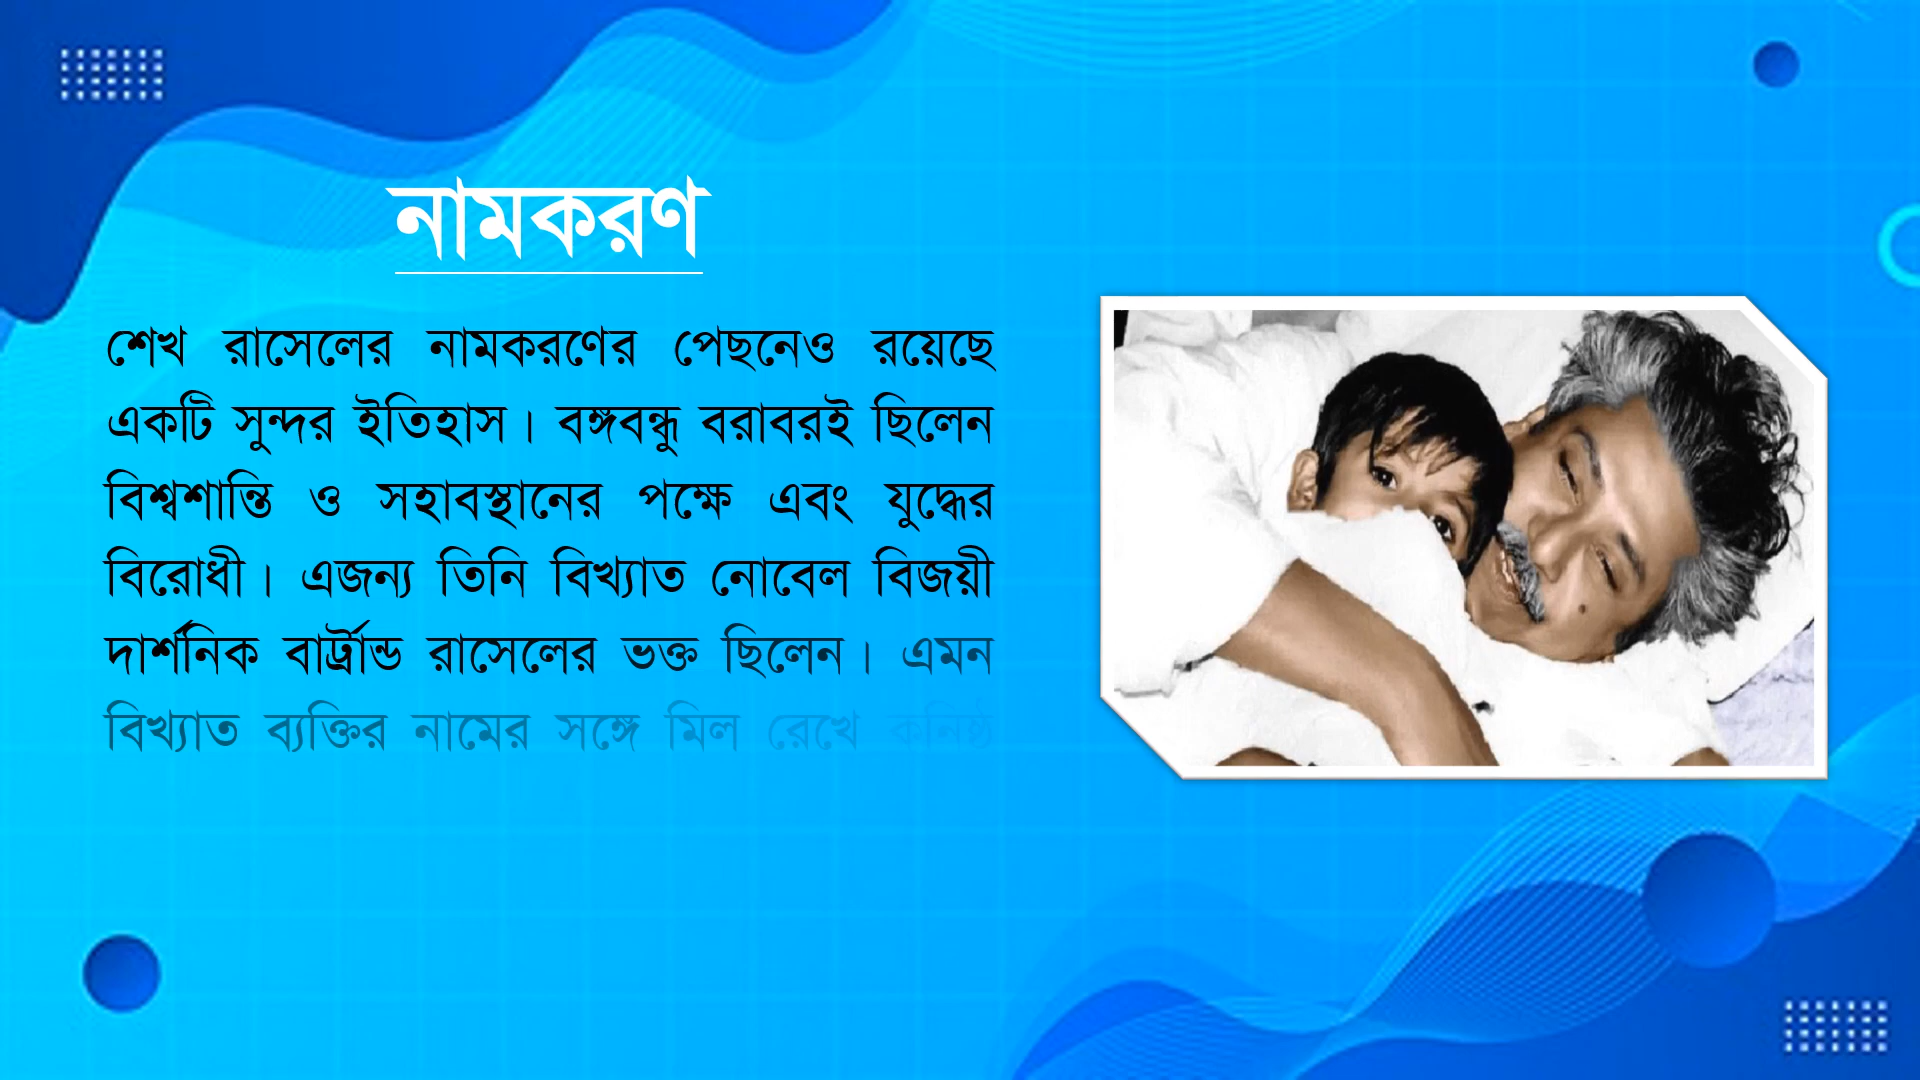 নামকরণ
শেখ রাসেলের নামকরণের পেছনেও রয়েছে
একটি সুন্দর ইতিহাস। বঙ্গবন্ধু বরাবরই ছিলেন
বিশ্বশান্তি ও সহাবস্থানের পক্ষে এবং যুদ্ধের
বিরোধী। এজন্য তিনি বিখ্যাত নোবেল বিজয়ী
দার্শনিক বার্ট্রান্ড রাসেলের ভক্ত ছিলেন। এমন
বিখ্যাত ব্যক্তির নামের সঙ্গে মিল রেখে কনিষ্ঠ